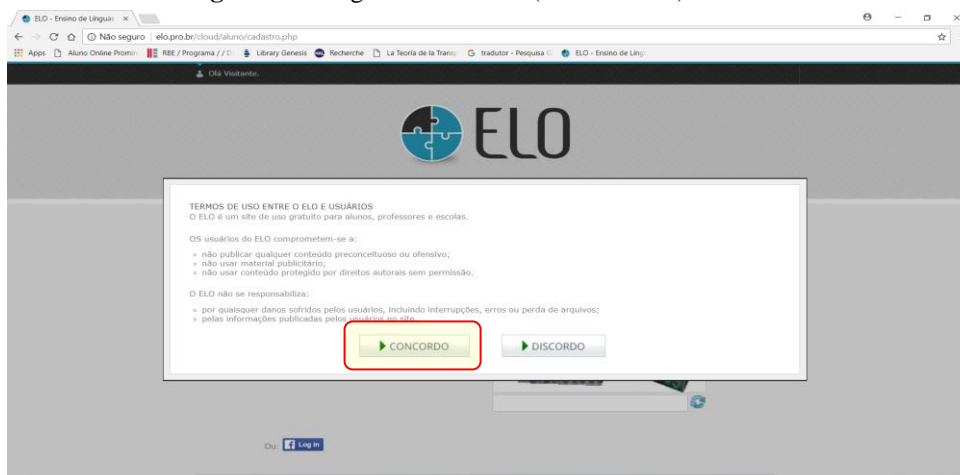 ELO - Ensino de Línguas
Não seguro elo.pro.br/cloud/aluno/cadastro.php
Apps Aluno Online Promin RBE / Programa // D Library Genesis Recherche La Teoría de la Trans G tradutor - Pesquisa G ELO - Ensino de Líng
Olá Visitante.
ELO
TERMOS DE USO ENTRE O ELO E USUÁRIOS
O ELO é um site de uso gratuito para alunos, professores e escolas.
OS usuários do ELO comprometem-se a:
não publicar qualquer conteúdo preconceituoso ou ofensivo;
não usar material publicitário;
não usar conteúdo protegido por direitos autorais sem permissão.
O ELO não se responsabiliza:
por quaisquer danos sofridos pelos usuários, incluindo interrupções, erros ou perda de arquivos;
pelas informações publicadas pelos usuários no site.
CONCORDO DISCORDO
Ou: f Log In